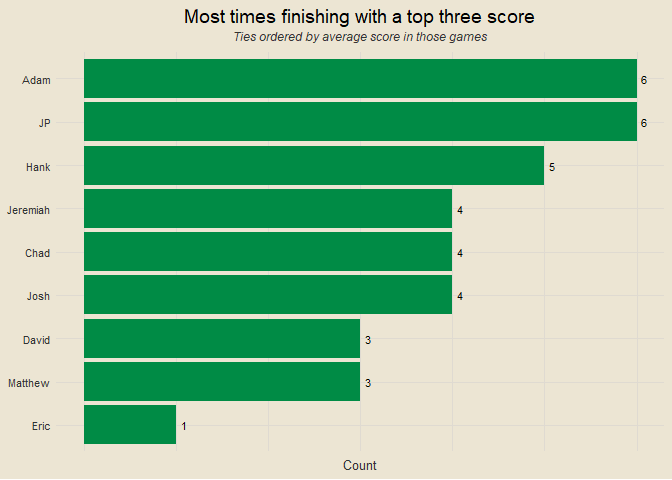 Most times finishing with a top three score
Ties ordered by average score in those games
Adam 6
JP 6
Hank 5
Jeremiah 4
Chad 4
Josh 4
David 3
Matthew 3
Eric 1
Count